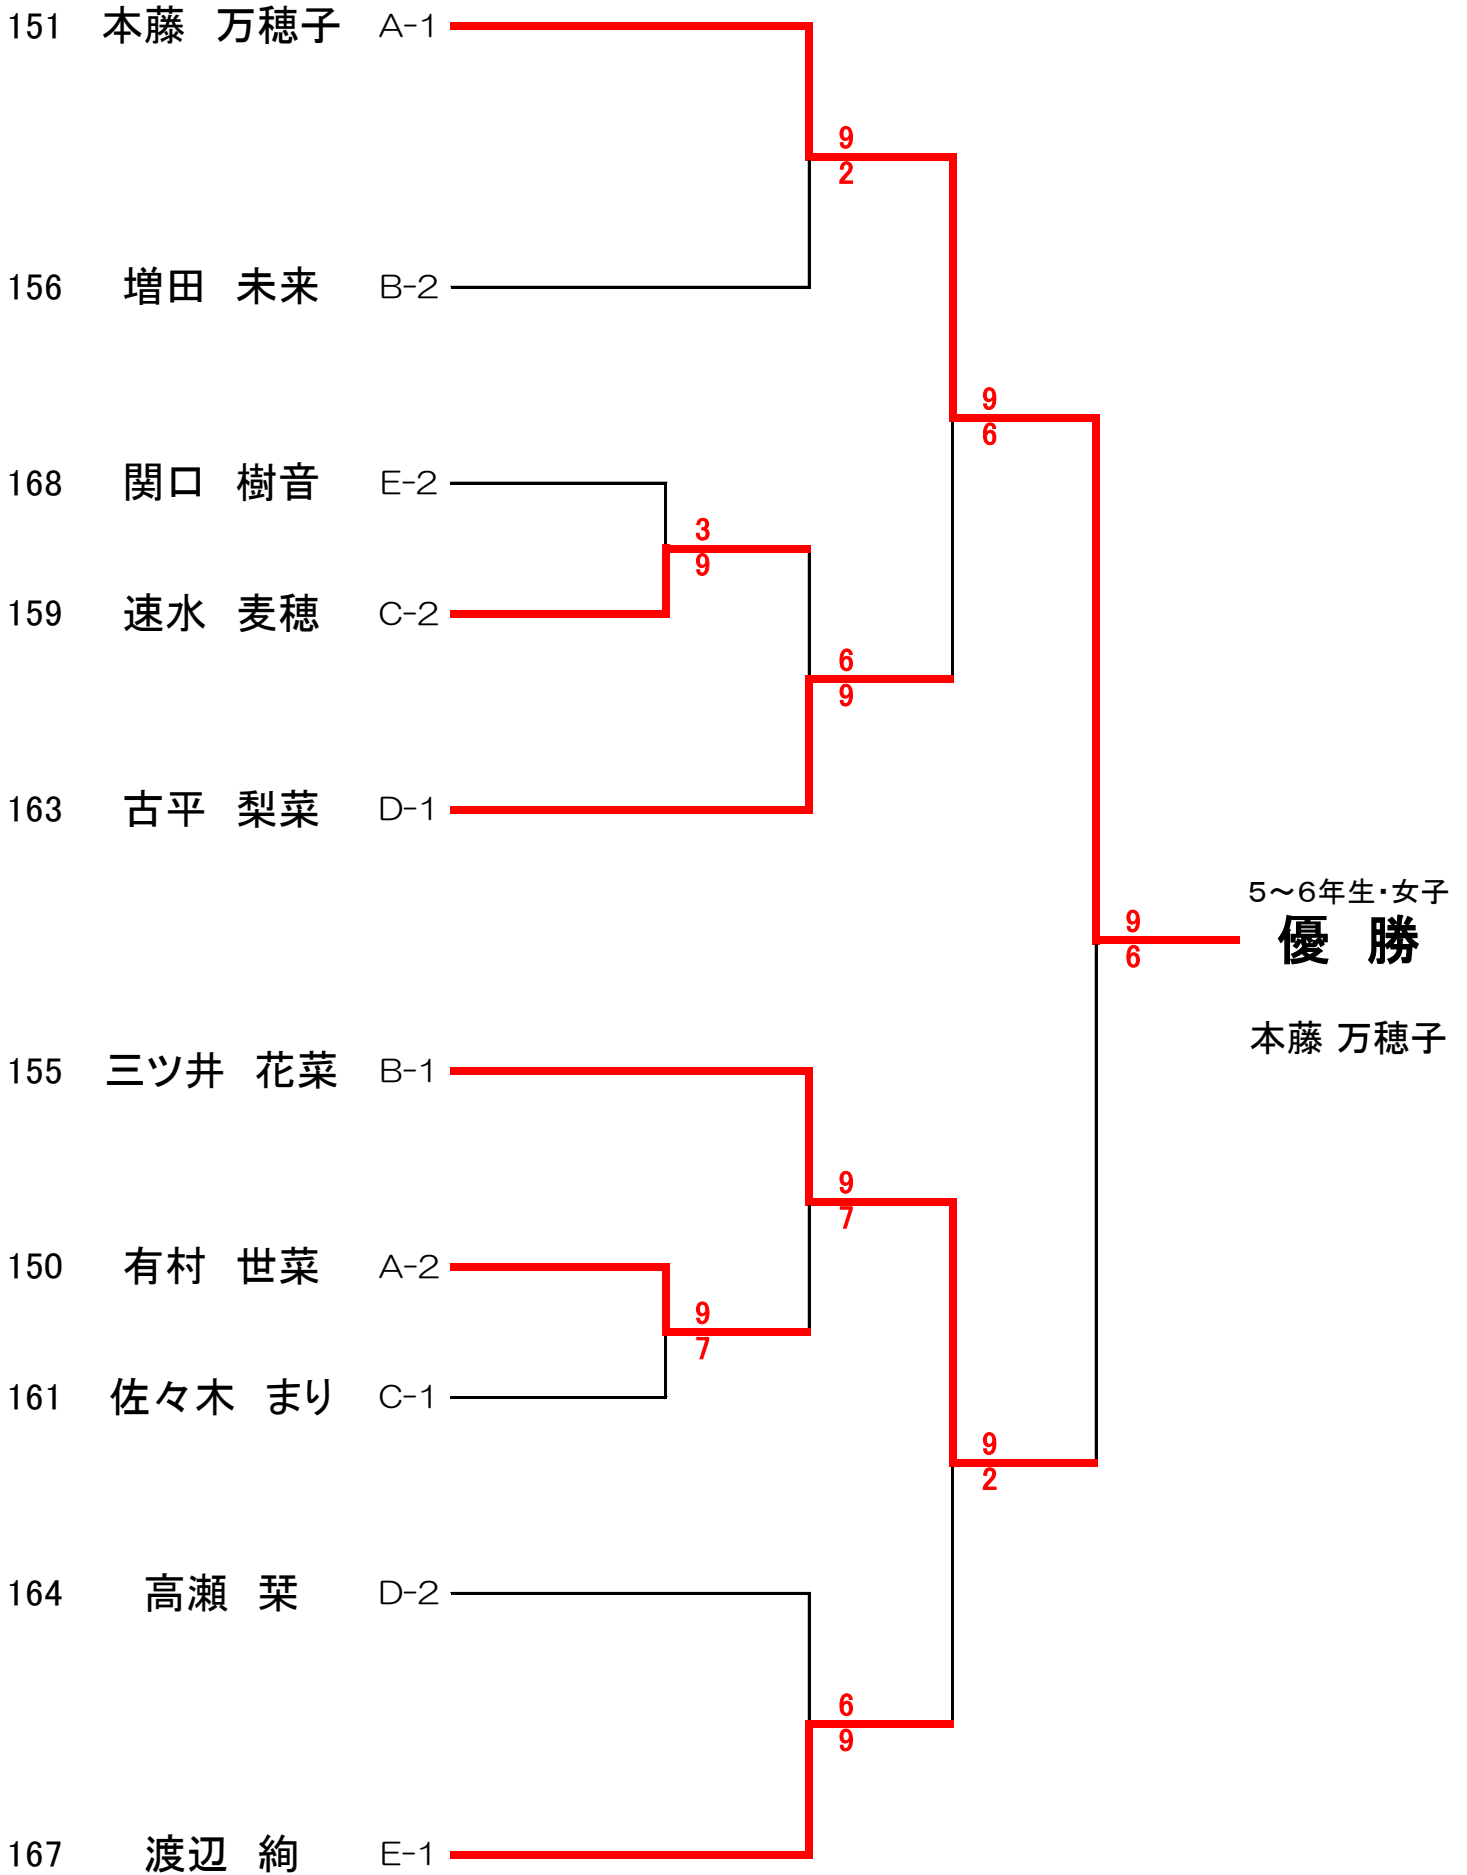 151 本藤 万穂子 A-1
9
2
156 増田 未来 B-2
9
6
168 関口 樹音 E-2
3
9
159 速水 麦穂 C-2
6
9
163 古平 梨菜 D-1
5～6年生・女子
9
6
優 勝
本藤 万穂子
155 三ツ井 花菜 B-1
9
7
150 有村 世菜 A-2
9
7
161 佐々木 まり C-1
9
2
164 高瀬 栞 D-2
6
9
167 渡辺 絢 E-1